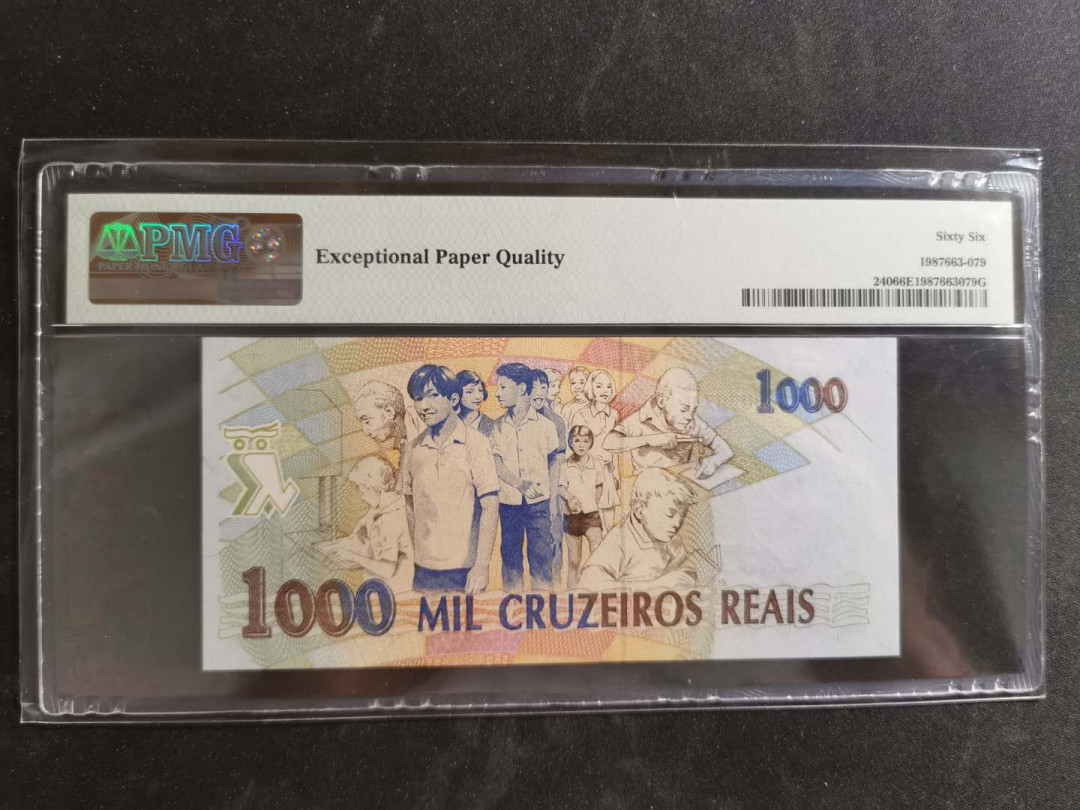 PMG
Exceptional Paper Quality
Sixty Six
1987663-079
24066E1987663079G
1000
1000 MIL CRUZEIROS REAIS